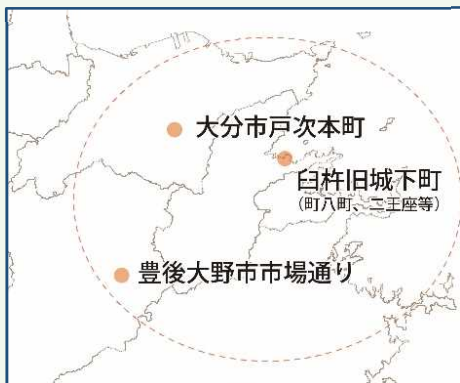 大分市戸次本町
臼杵旧城下町
（町八町、二王座等）
豊後大野市市場通り